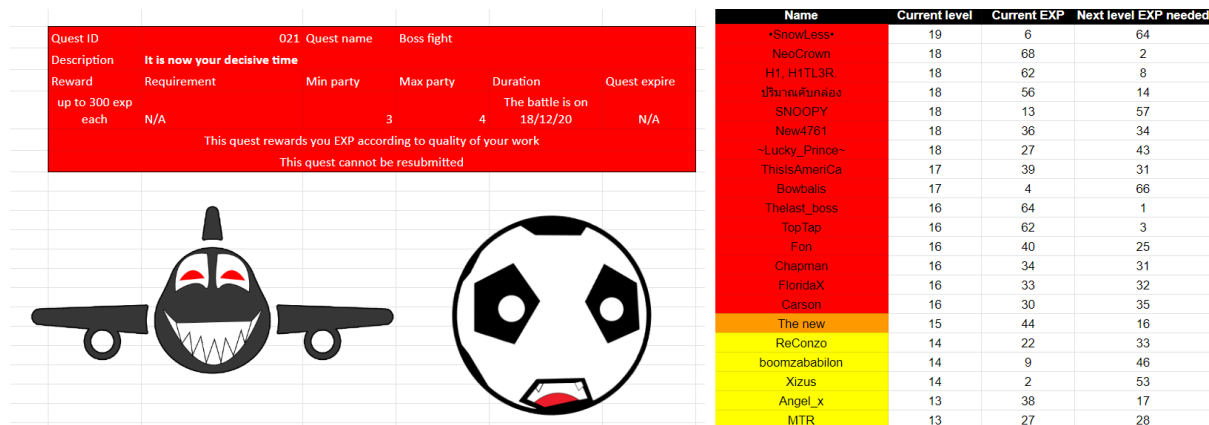 Quest ID 021 Quest name Boss fight
Description It is now your decisive time
Reward Requirement Min party Max party Duration Quest expire
up to 300 exp each N/A 3 4 The battle is on 18/12/20 N/A
This quest rewards you EXP according to quality of your work
This quest cannot be resubmitted
Name Current level Current EXP Next level EXP needed
•SnowLess• 19 6 64
NeoCrown 18 68 2
H1, H1TL3R. 18 62 8
ปริมาณคับกล่อง 18 56 14
SNOOPY 18 13 57
New4761 18 36 34
~Lucky_Prince~ 18 27 43
ThisIsAmeriCa 17 39 31
Bowbalis 17 4 66
Thelast_boss 16 64 1
TopTap 16 62 3
Fon 16 40 25
Chapman 16 34 31
FloridaX 16 33 32
Carson 16 30 35
The new 15 44 16
ReConzo 14 22 33
boomzababilon 14 9 46
Xizus 14 2 53
Angel_x 13 38 17
MTR 13 27 28